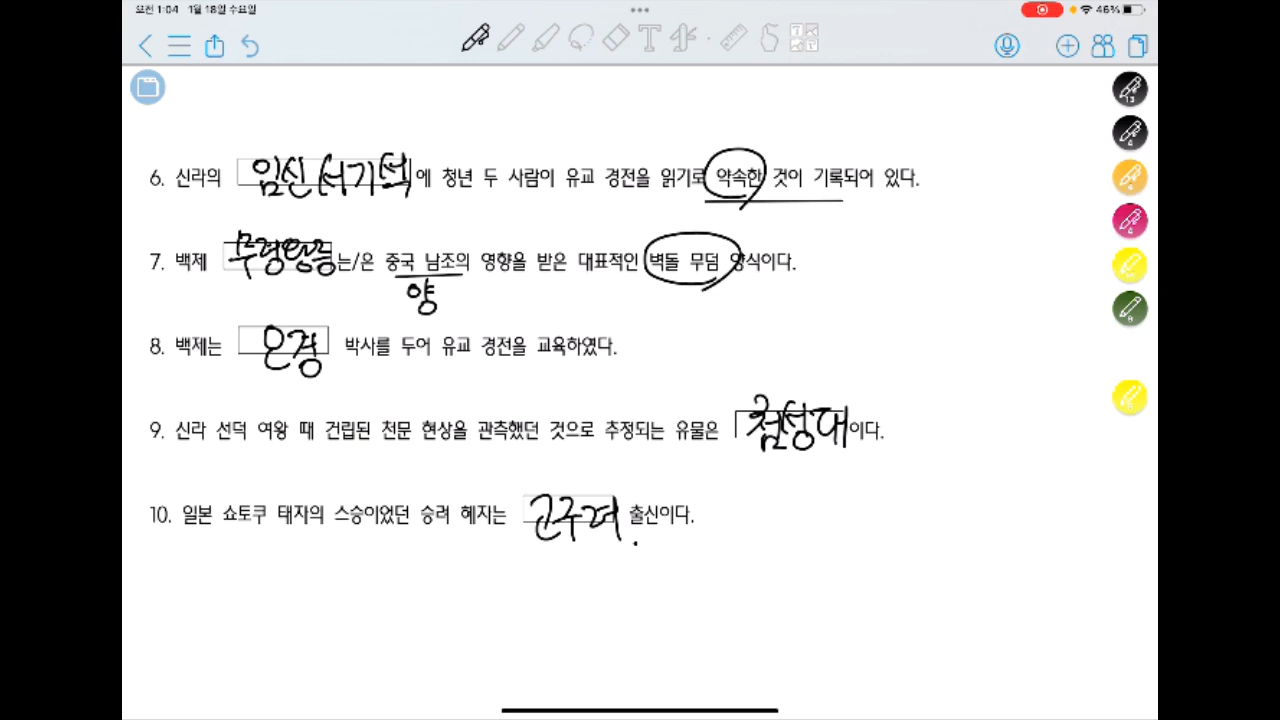 오전 1:04 1월 18일 수요일 46%
6. 신라의 임신서기석에 청년 두 사람이 유교 경전을 읽기로 약속한 것이 기록되어 있다.
7. 백제 무령왕릉는/은 중국 남조의 영향을 받은 대표적인 벽돌 무덤 양식이다.
양
8. 백제는 오경 박사를 두어 유교 경전을 교육하였다.
9. 신라 선덕 여왕 때 건립된 천문 현상을 관측했던 것으로 추정되는 유물은 첨성대이다.
10. 일본 쇼토쿠 태자의 스승이었던 승려 혜자는 고구려 출신이다.